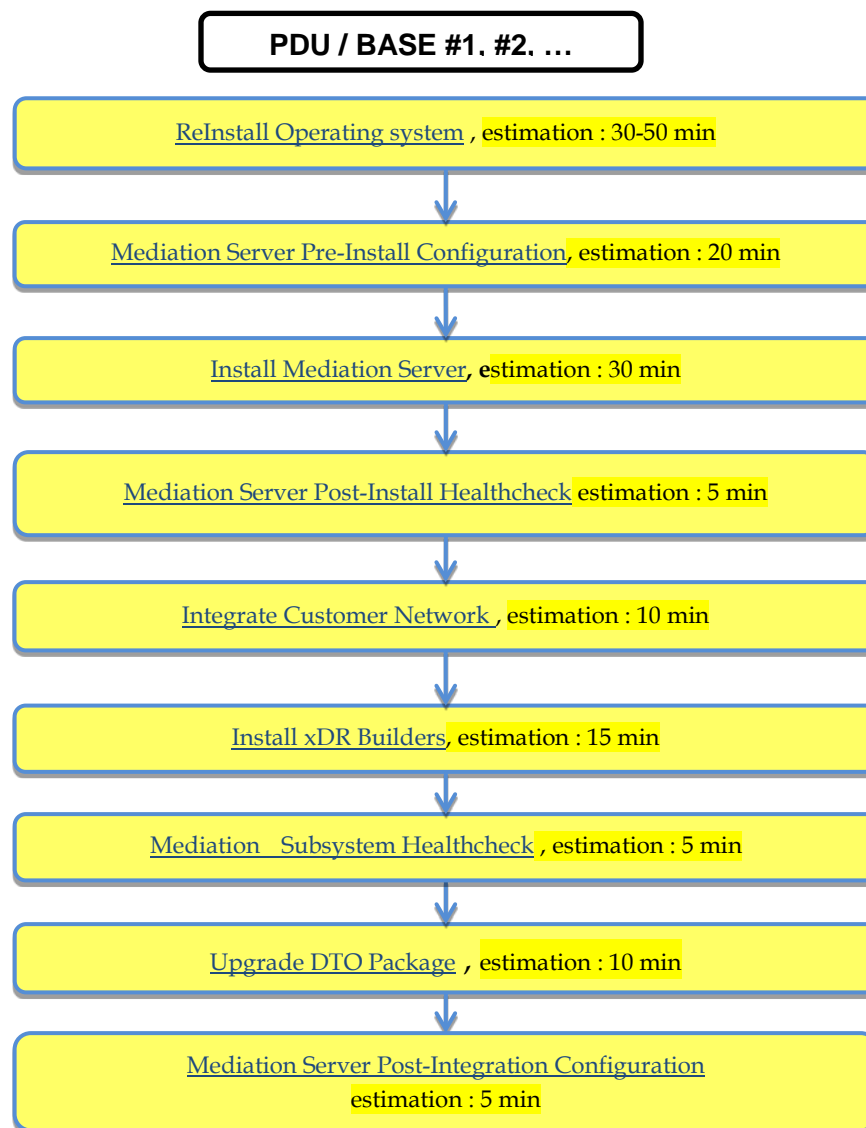 PDU / BASE #1, #2, …
ReInstall Operating system , estimation : 30-50 min
Mediation Server Pre-Install Configuration, estimation : 20 min
Install Mediation Server, estimation : 30 min
Mediation Server Post-Install Healthcheck estimation : 5 min
Integrate Customer Network , estimation : 10 min
Install xDR Builders, estimation : 15 min
Mediation Subsystem Healthcheck , estimation : 5 min
Upgrade DTO Package , estimation : 10 min
Mediation Server Post-Integration Configuration
estimation : 5 min